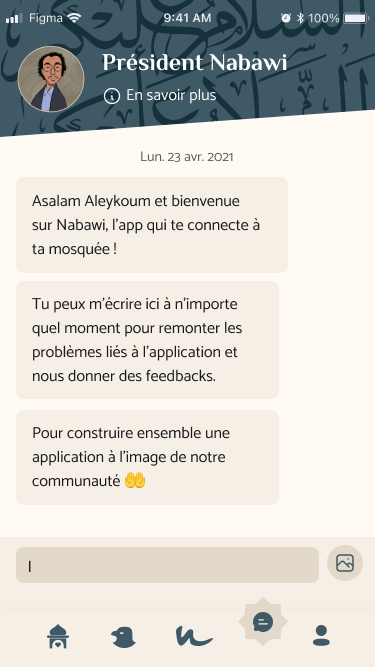 Figma 9:41 AM 100%
Président Nabawi
En savoir plus
Lun. 23 avr. 2021
Asalam Aleykoum et bienvenue
sur Nabawi, l'app qui te connecte à
ta mosquée !
Tu peux m'écrire ici à n'importe
quel moment pour remonter les
problèmes liés à l'application et
nous donner des feedbacks.
Pour construire ensemble une
application à l'image de notre
communauté 🤲